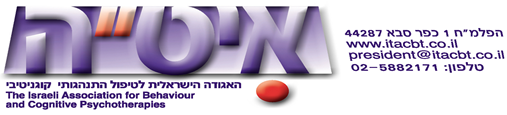 איט״ה
האגודה הישראלית לטיפול התנהגותי קוגניטיבי
The Israeli Association for Behaviour
and Cognitive Psychotherapies
הפלמ״ח 1 כפר סבא 44287
www.itacbt.co.il
president@itacbt.co.il
טלפון: 02-5882171